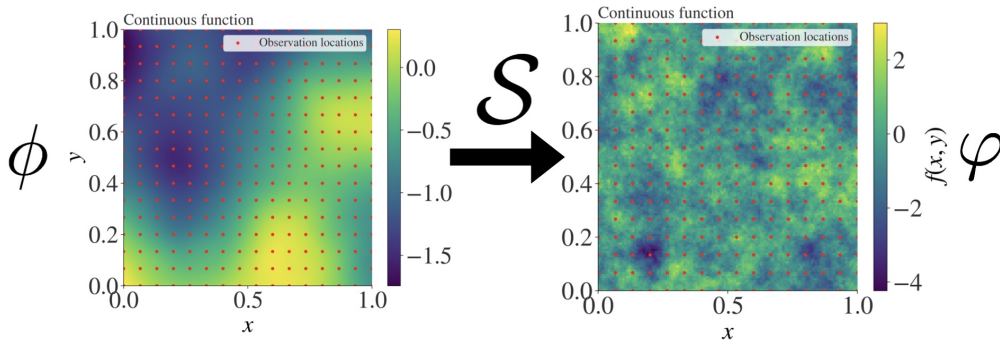 ϕ
Continuous function
Observation locations
1.0
0.8
0.6
0.4
0.2
0.0
y
0.0 0.5 1.0
x
0.0
−0.5
−1.0
−1.5
𝒮
Continuous function
Observation locations
1.0
0.8
0.6
0.4
0.2
0.0
0.0 0.5 1.0
x
2
0
−2
−4
f(x, y)
φ